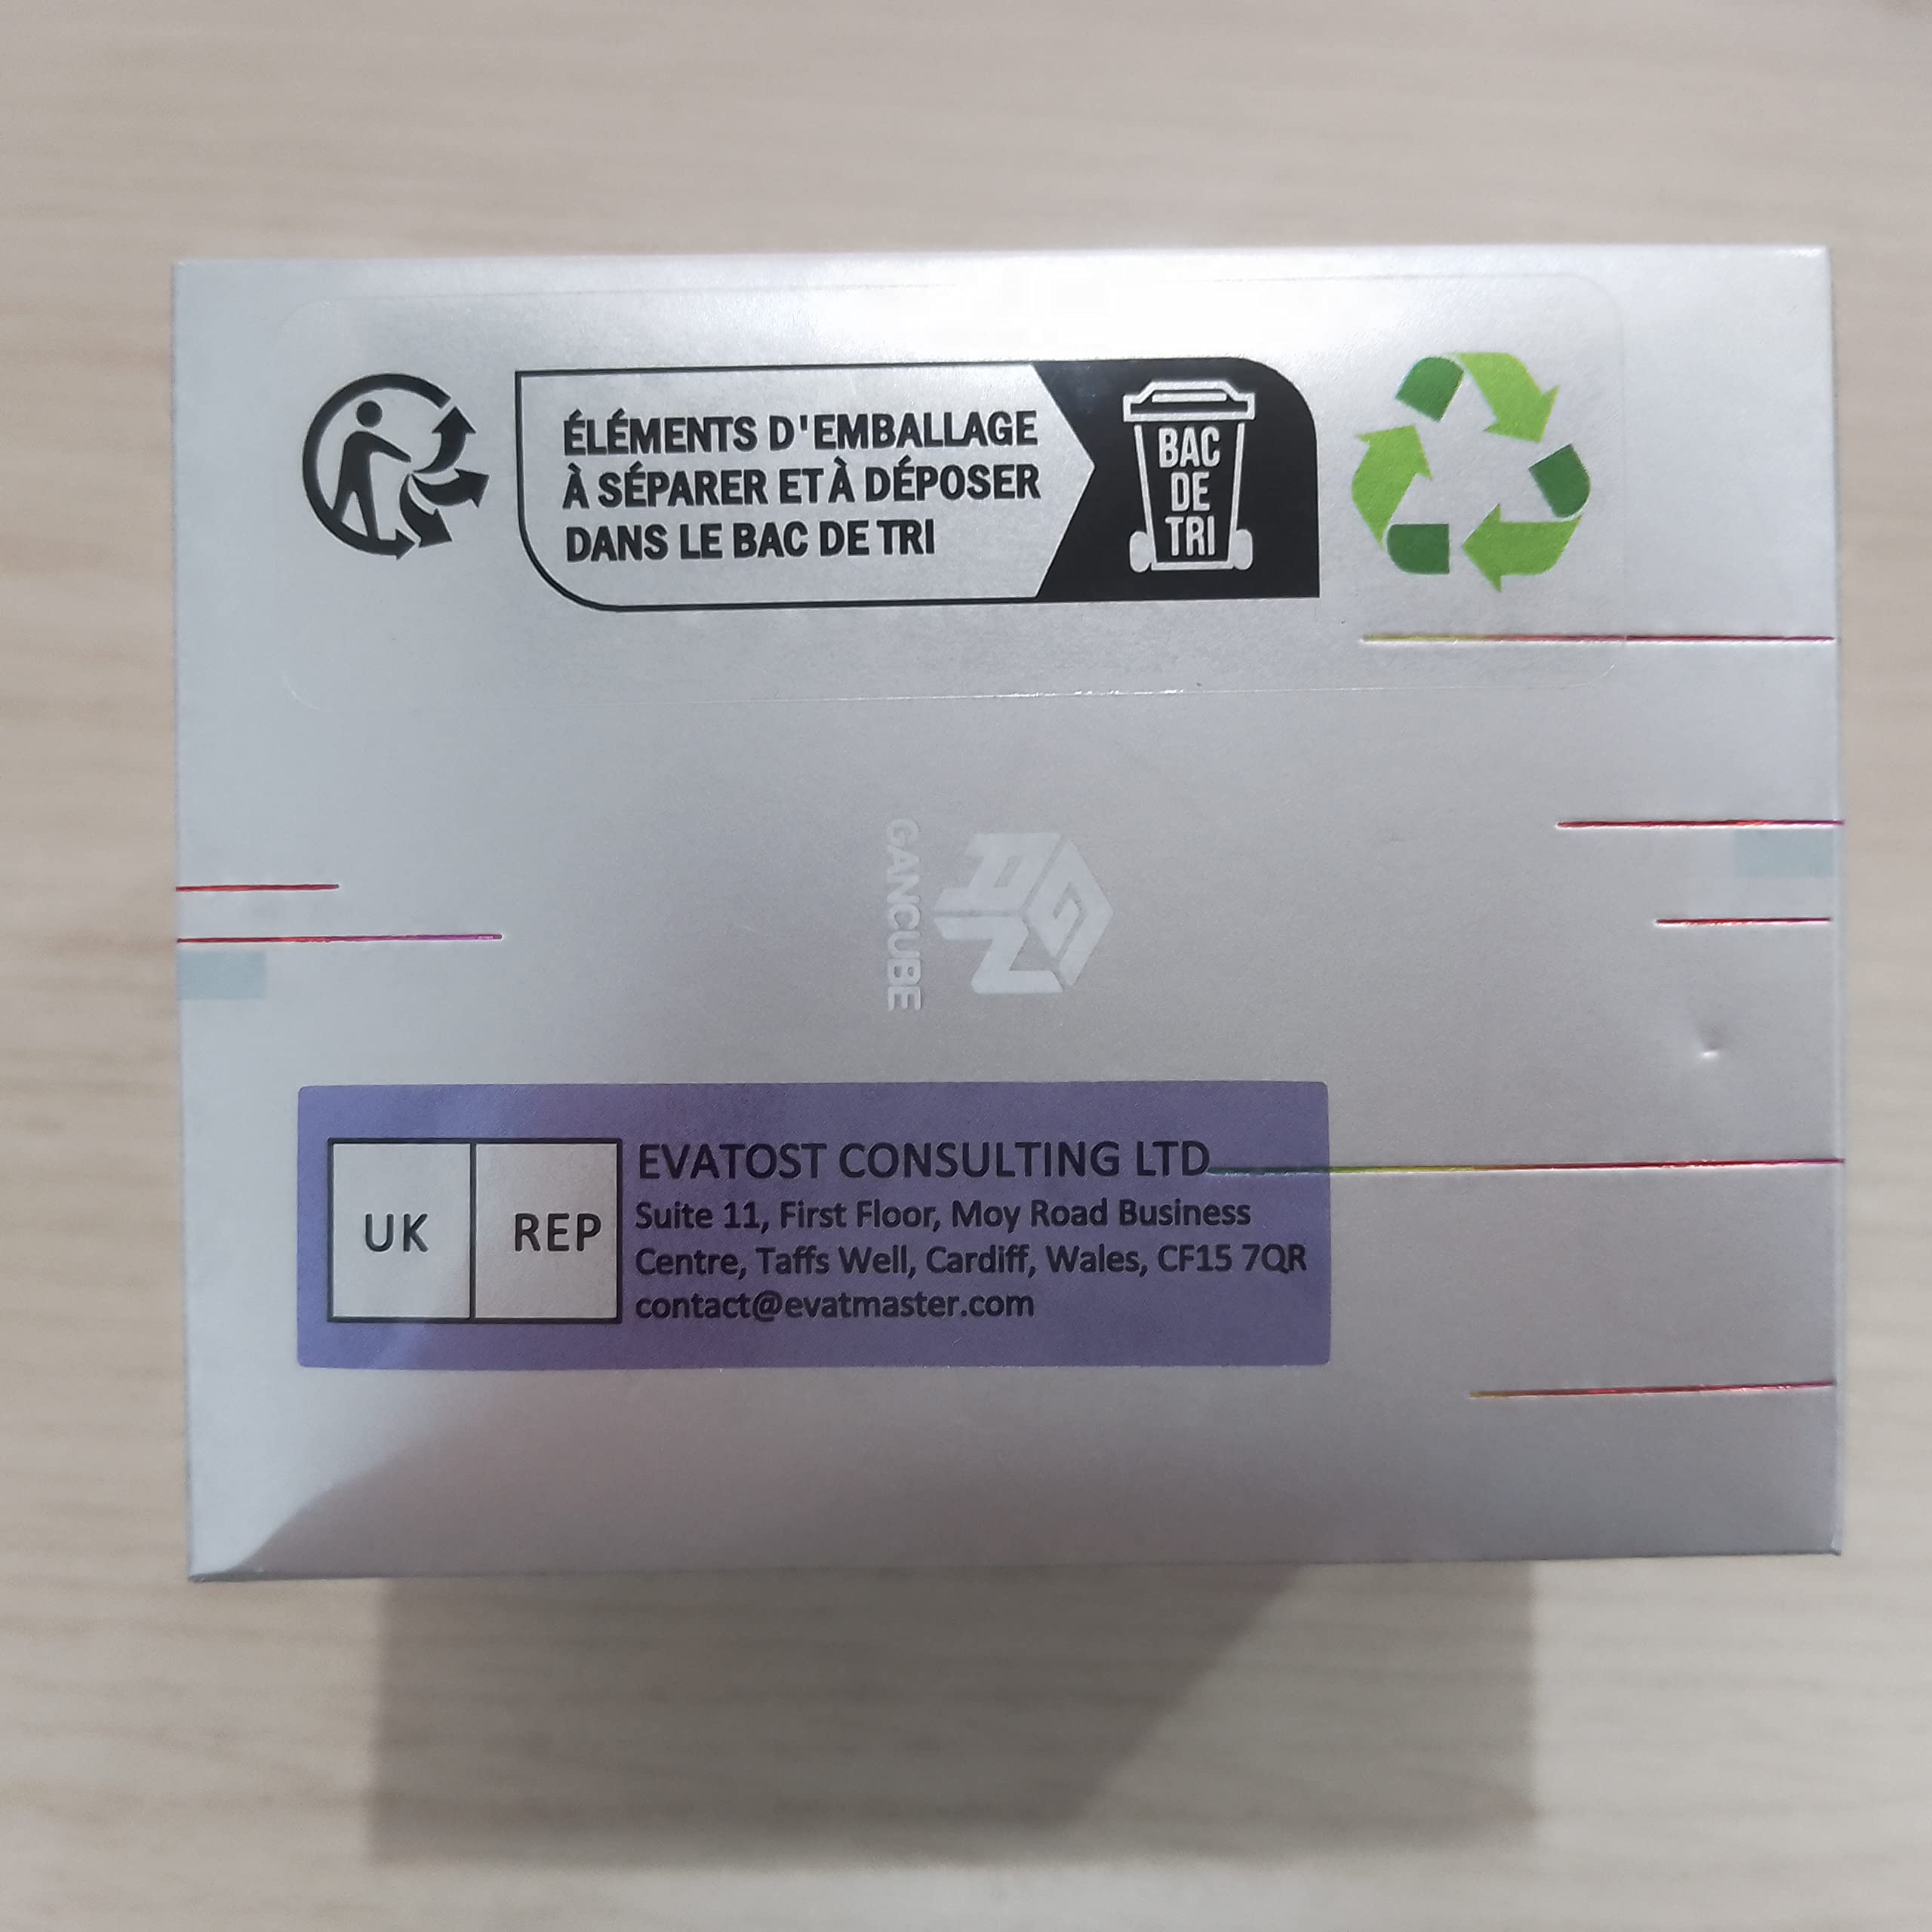 ÉLÉMENTS D'EMBALLAGE
À SÉPARER ET À DÉPOSER
DANS LE BAC DE TRI
BAC
DE
TRI
GAN
GANCUBE
UK REP
EVATOST CONSULTING LTD
Suite 11, First Floor, Moy Road Business
Centre, Taffs Well, Cardiff, Wales, CF15 7QR
contact@evatmaster.com